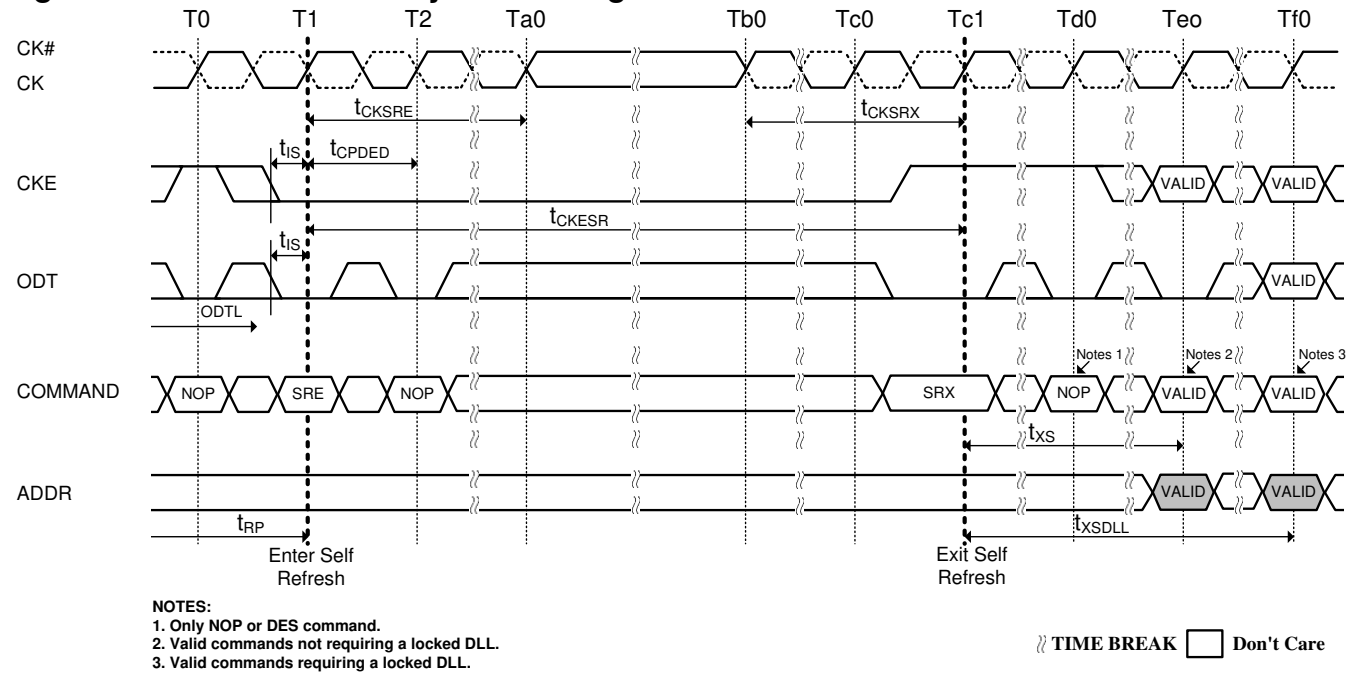 T0 T1 T2 Ta0 Tb0 Tc0 Tc1 Td0 Teo Tf0
CK#
CK
tCKSRE tCKSRX
tIS tCPDED
CKE VALID VALID
tCKESR
tIS
ODT VALID
ODTL
Notes 1 Notes 2 Notes 3
COMMAND NOP SRE NOP SRX NOP VALID VALID
tXS
ADDR VALID VALID
tRP tXSDLL
Enter Self Exit Self
Refresh Refresh
NOTES:
1. Only NOP or DES command.
2. Valid commands not requiring a locked DLL.
3. Valid commands requiring a locked DLL.
TIME BREAK Don't Care